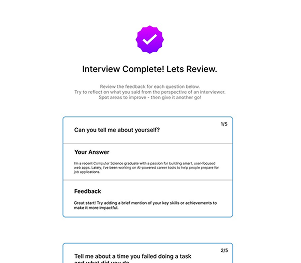 Interview Complete! Lets Review.
Review the feedback for each question below.
Try to reflect on what you said from the perspective of an interviewer.
Spot areas to improve - then give it another go!
1/5
Can you tell me about yourself?
Your Answer
I'm a recent Computer Science graduate with a passion for building smart, user-focused
web apps. Lately, I've been working on AI-powered career tools to help people prepare for
job applications.
Feedback
Great start! Try adding a brief mention of your key skills or achievements to
make it more impactful.
2/5
Tell me about a time you failed doing a task
and what did you do